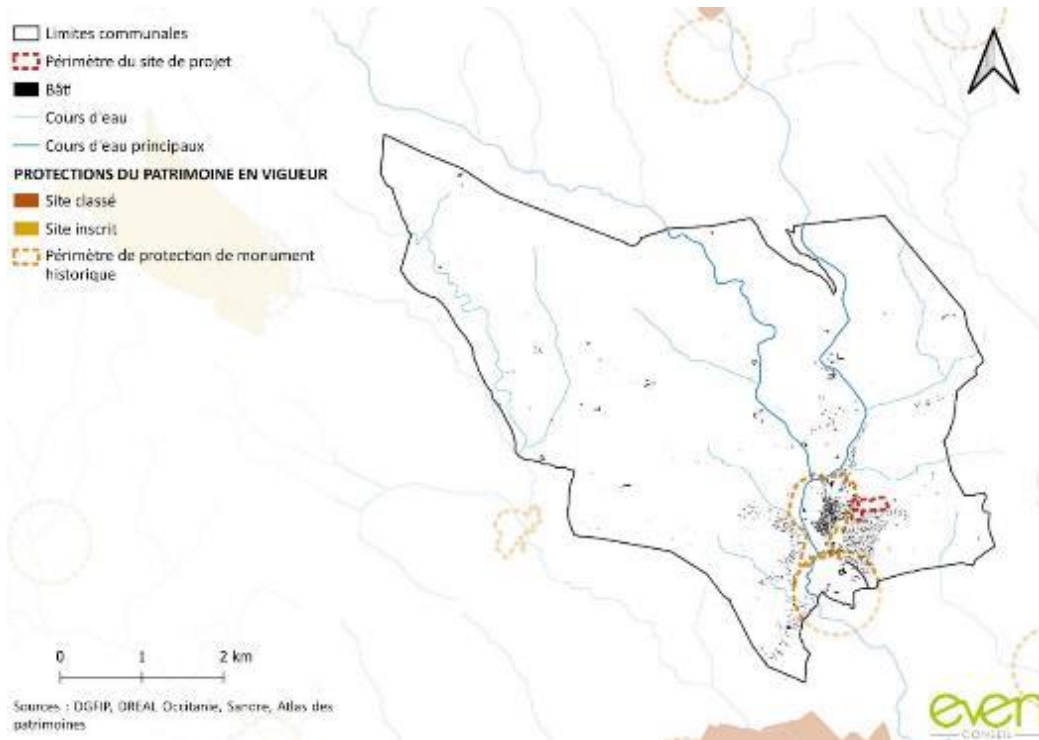 Limites communales
Périmètre du site de projet
Bâti
Cours d'eau
Cours d'eau principaux
PROTECTIONS DU PATRIMOINE EN VIGUEUR
Site classé
Site inscrit
Périmètre de protection de monument
historique
0 1 2 km
Sources : DGFIP, DREAL Occitanie, Sandre, Atlas des
patrimoines
even
CONSEIL